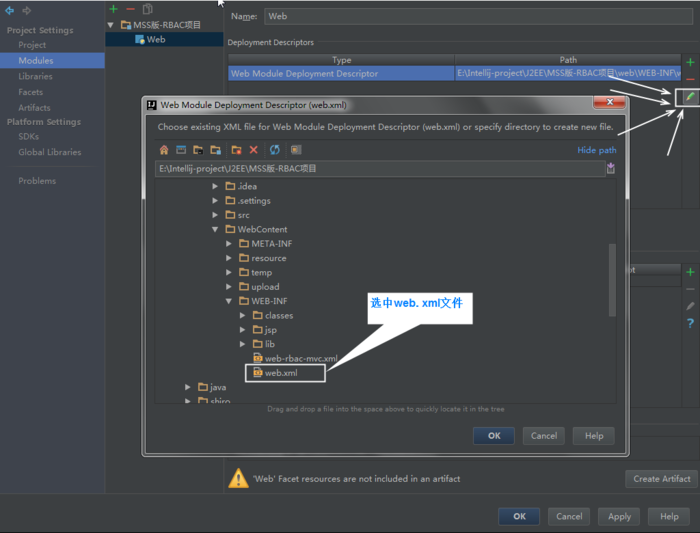 Project Settings
Project
Modules
Libraries
Facets
Artifacts
Platform Settings
SDKs
Global Libraries
Problems
MSS版-RBAC项目
Web
Name: Web
Deployment Descriptors
Type Path
Web Module Deployment Descriptor E:\Intellij-project\J2EE\MSS版-RBAC项目\web\WEB-INF\w
Web Module Deployment Descriptor (web.xml)
Choose existing XML file for Web Module Deployment Descriptor (web.xml) or specify directory to create new file.
Hide path
E:\Intellij-project\J2EE\MSS版-RBAC项目
.idea
.settings
src
WebContent
META-INF
resource
temp
upload
WEB-INF
classes
jsp
lib
web-rbac-mvc.xml
web.xml
java
shiro
选中web. xml文件
Drag and drop a file into the space above to quickly locate it in the tree
OK Cancel Help
'Web' Facet resources are not included in an artifact
Create Artifact
OK Cancel Apply Help